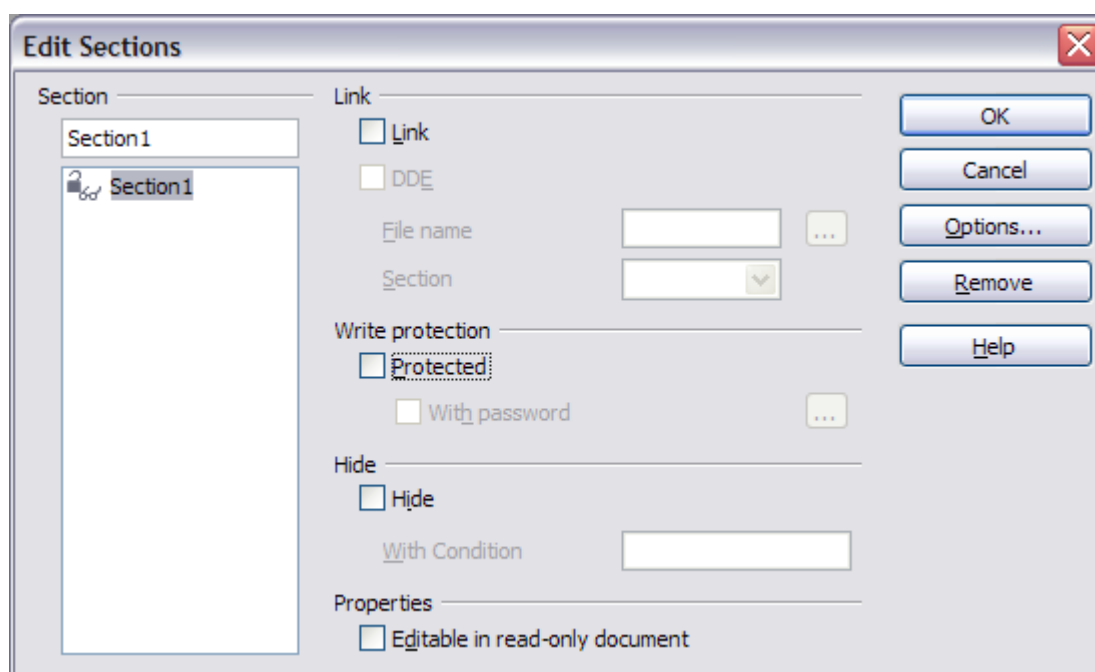 Edit Sections
Section
Section1
Section1
Link
Link
DDE
File name
...
Section
Write protection
Protected
With password
...
Hide
Hide
With Condition
Properties
Editable in read-only document
OK
Cancel
Options...
Remove
Help